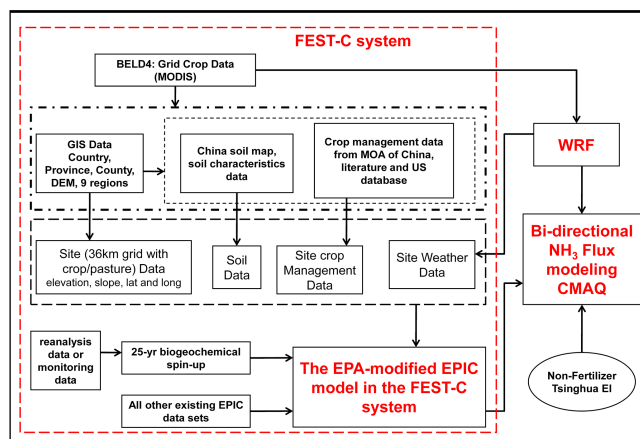 FEST-C system
BELD4: Grid Crop Data
(MODIS)
GIS Data
Country,
Province, County,
DEM, 9 regions
China soil map,
soil characteristics
data
Crop management data
from MOA of China,
literature and US
database
WRF
Site (36km grid with
crop/pasture) Data
elevation, slope, lat and long
Soil
Data
Site crop
Management Data
Site Weather
Data
Bi-directional
NH3 Flux
modeling
CMAQ
reanalysis
data or
monitoring
data
25-yr biogeochemical
spin-up
All other existing EPIC
data sets
The EPA-modified EPIC
model in the FEST-C
system
Non-Fertilizer
Tsinghua EI